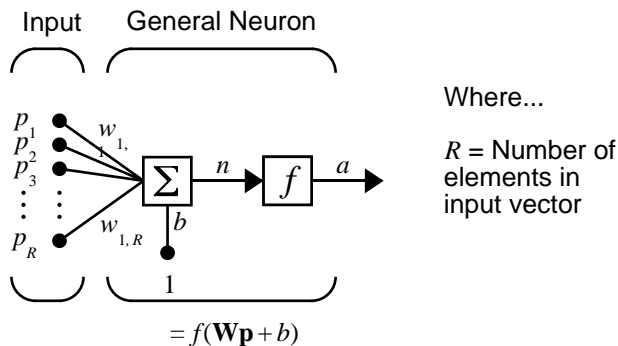 Input General Neuron
p1
p2
p3
pR
w1,
1
w1, R
Σ
n
f
a
b
1
Where...
R = Number of
elements in
input vector
= f(Wp + b)